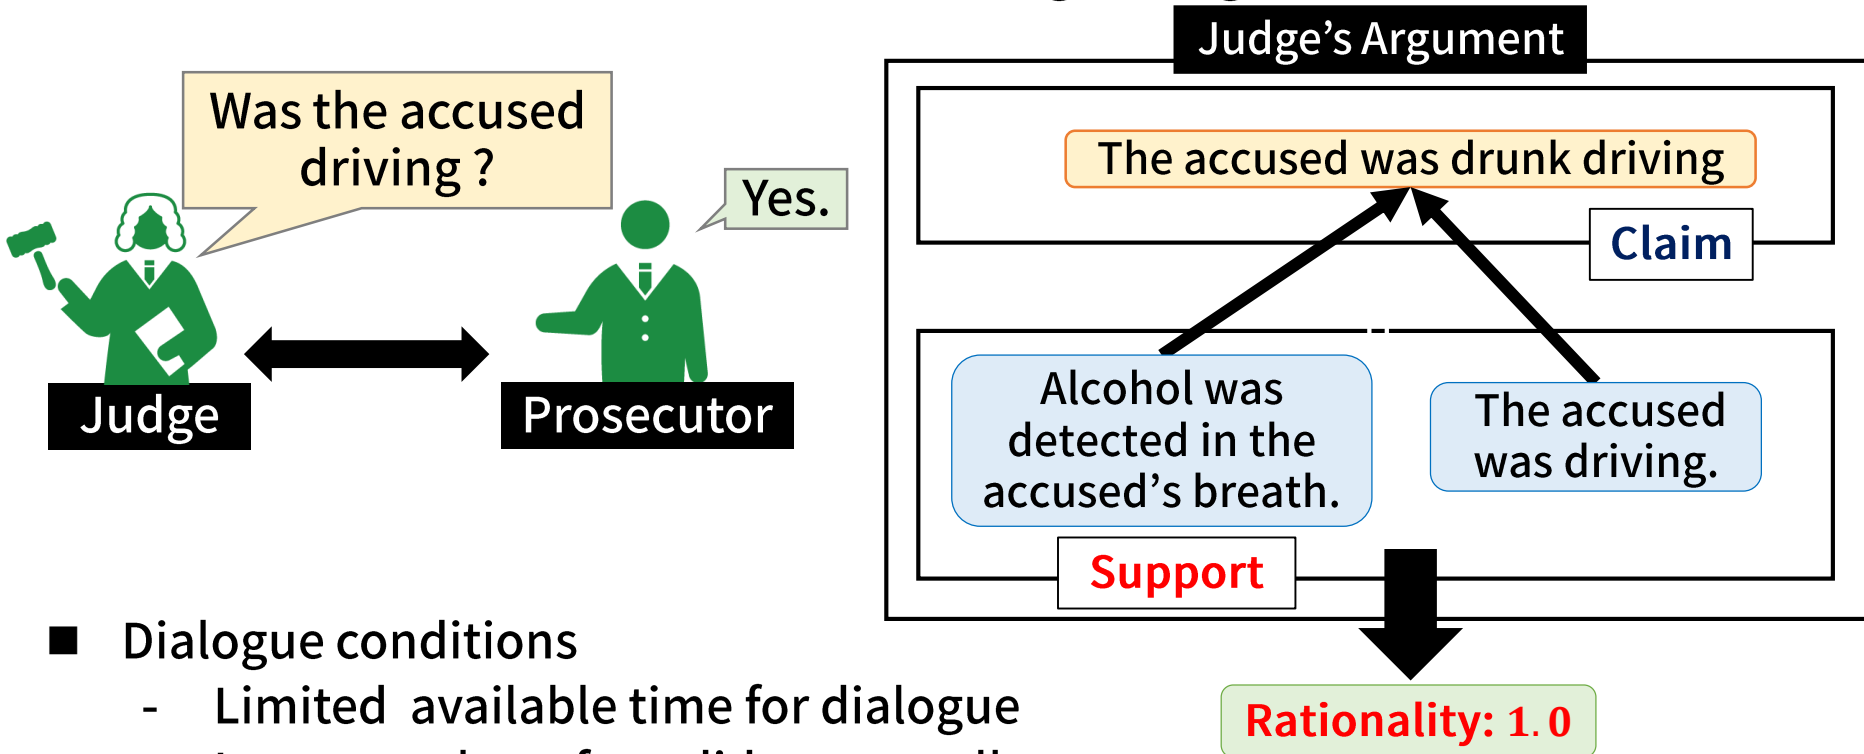 Judge's Argument
Was the accused
driving ?
Yes.
The accused was drunk driving
Claim
Judge
Prosecutor
Alcohol was
detected in the
accused's breath.
The accused
was driving.
Support
■ Dialogue conditions
- Limited available time for dialogue
Rationality: 1.0